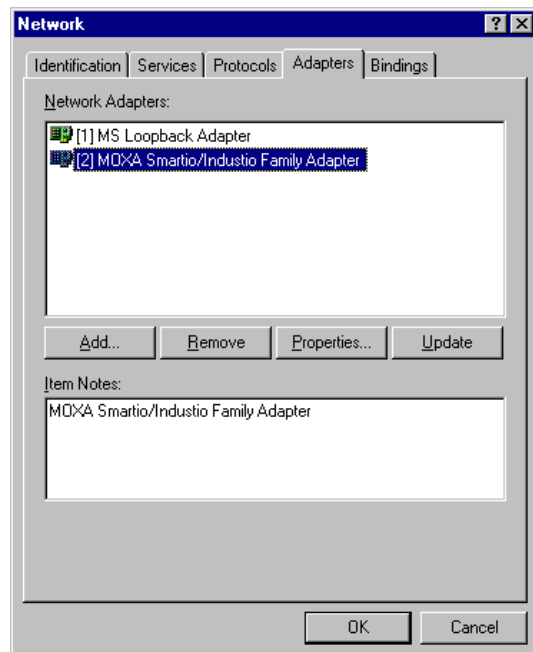 Network
Identification Services Protocols Adapters Bindings
Network Adapters:
[1] MS Loopback Adapter
[2] MOXA Smartio/Industio Family Adapter
Add... Remove Properties... Update
Item Notes:
MOXA Smartio/Industio Family Adapter
OK Cancel